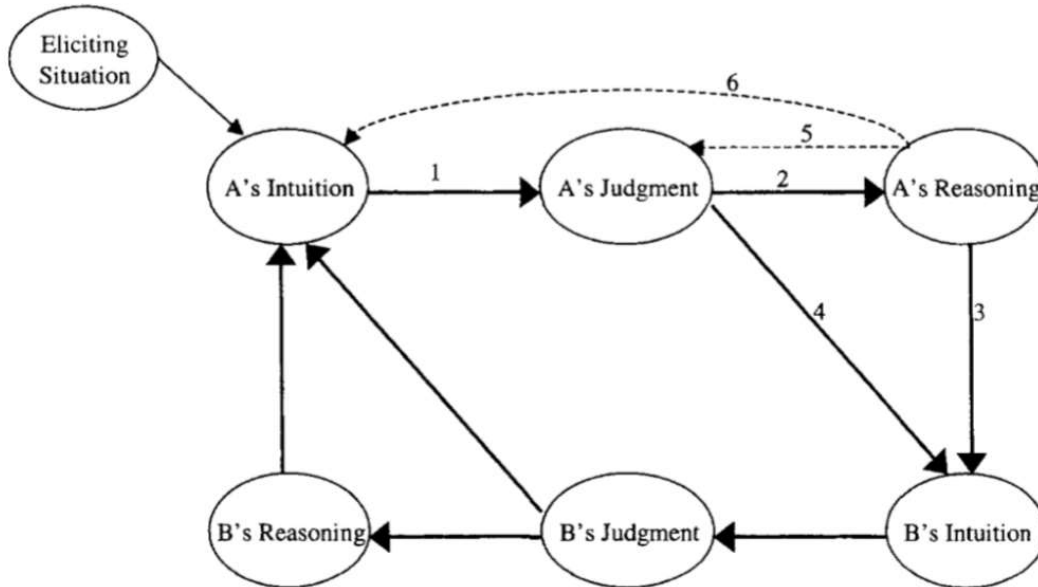 Eliciting
Situation
6
5
A's Intuition
1
A's Judgment
2
A's Reasoning
4
3
B's Reasoning
B's Judgment
B's Intuition